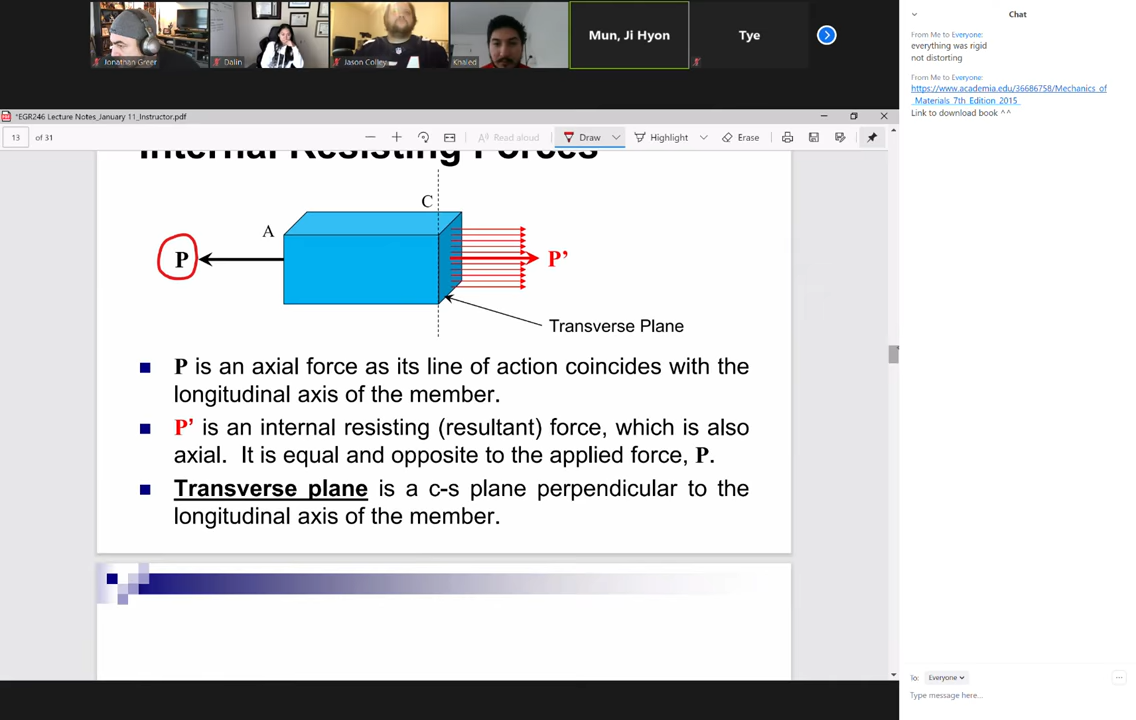 Jonathan Greer
Dalin
Jason Colley
Khaled
Mun, Ji Hyon
Tye
*EGR246 Lecture Notes_January 11_Instructor.pdf
13 of 31
Read aloud
Draw
Highlight
Erase
Internal Resisting Forces
C
A
P
P’
Transverse Plane
P is an axial force as its line of action coincides with the
longitudinal axis of the member.
P’ is an internal resisting (resultant) force, which is also
axial. It is equal and opposite to the applied force, P.
Transverse plane is a c-s plane perpendicular to the
longitudinal axis of the member.
Chat
From Me to Everyone:
everything was rigid
not distorting
From Me to Everyone:
https://www.academia.edu/36686758/Mechanics_of
_Materials_7th_Edition_2015_
Link to download book ^^
To: Everyone
Type message here...